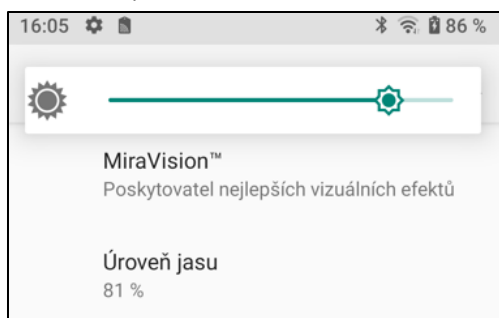 16:05 86 %
MiraVision™
Poskytovatel nejlepších vizuálních efektů
Úroveň jasu
81 %